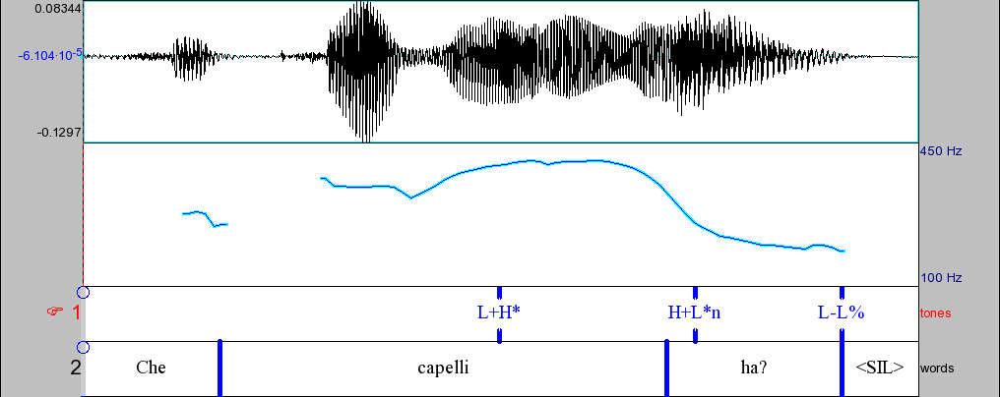 0.08344
-6.104·10-5
-0.1297
450 Hz
100 Hz
1 L+H* H+L*n L-L% tones
2 Che capelli ha? <SIL> words